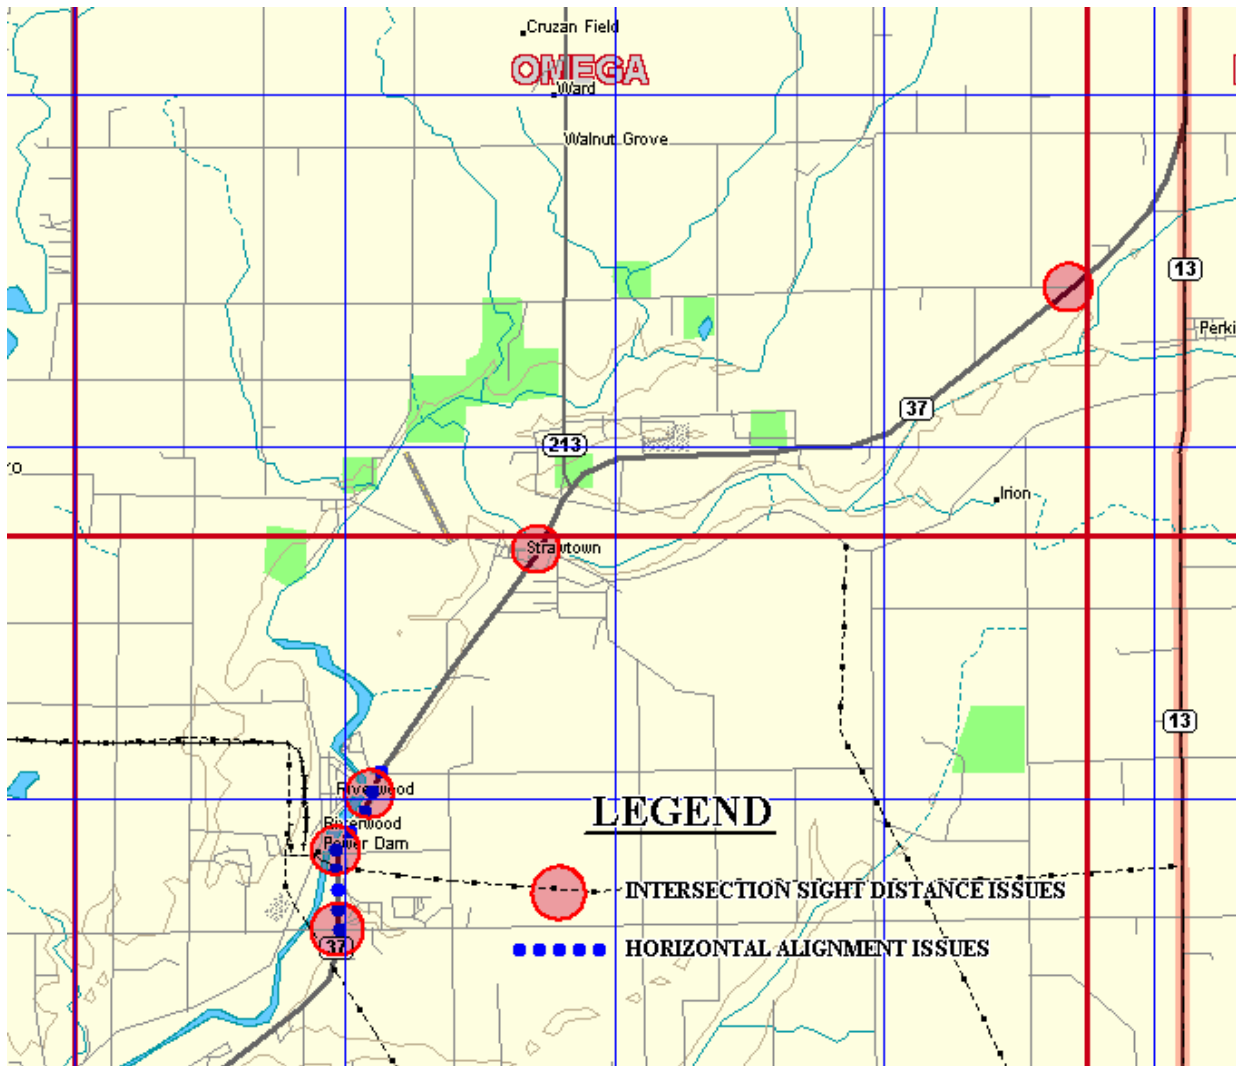 Cruzan Field
OMEGA
Ward
Walnut Grove
13
Perki
37
213
ro
Irion
Strawtown
13
Riverwood
Riverwood
Power Dam
LEGEND
INTERSECTION SIGHT DISTANCE ISSUES
37
HORIZONTAL ALIGNMENT ISSUES